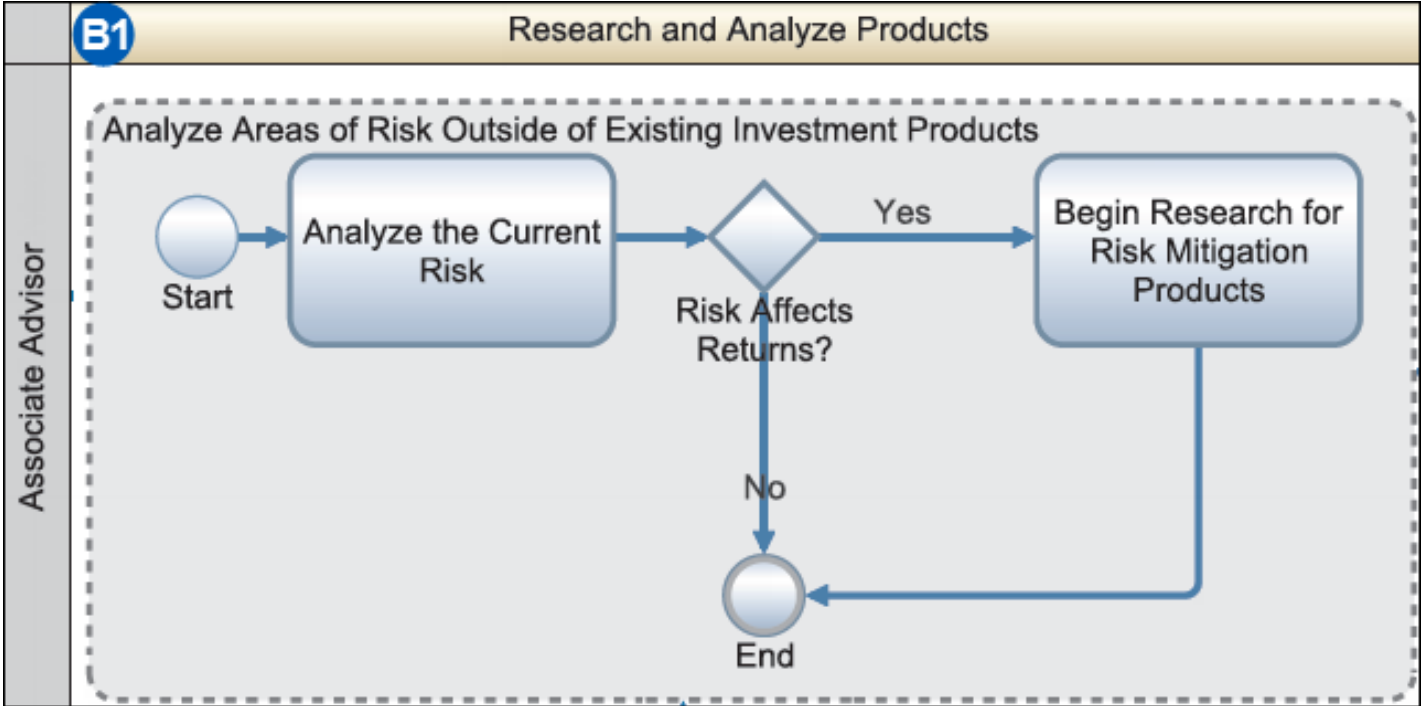 B1
Research and Analyze Products
Associate Advisor
Analyze Areas of Risk Outside of Existing Investment Products
Start
Analyze the Current
Risk
Risk Affects
Returns?
Yes
Begin Research for
Risk Mitigation
Products
No
End